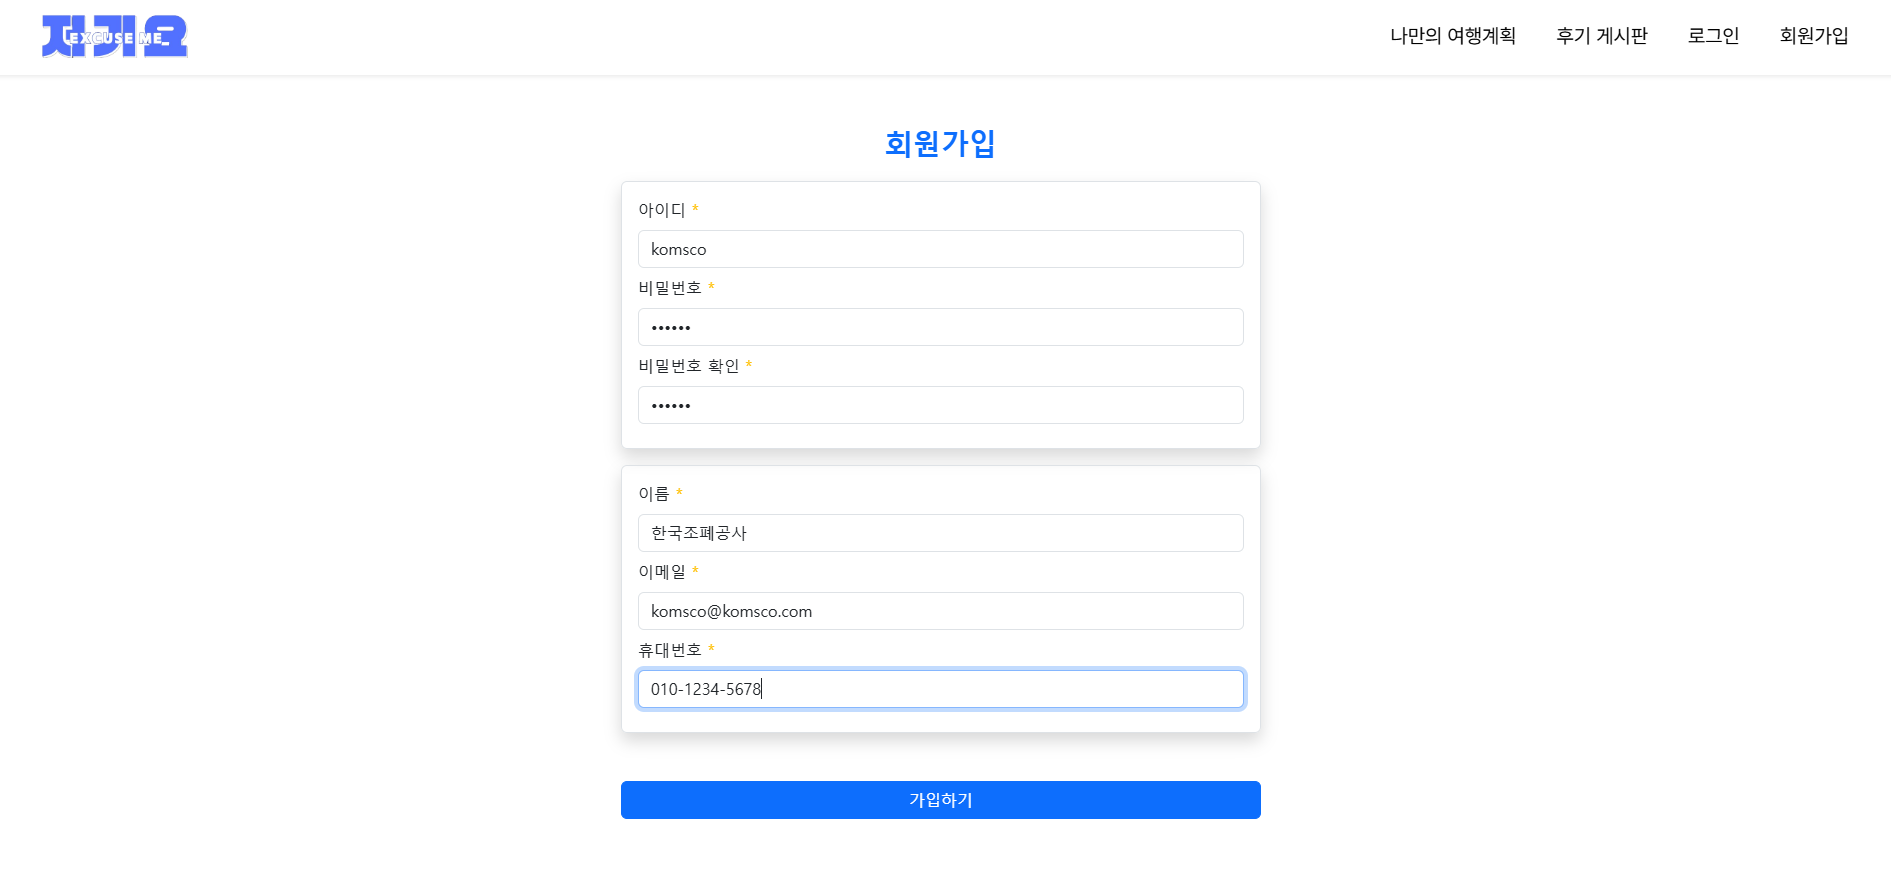 저기요
EXCUSE ME
나만의 여행계획 후기 게시판 로그인 회원가입
회원가입
아이디 *
komsco
비밀번호 *
••••••
비밀번호 확인 *
••••••
이름 *
한국조폐공사
이메일 *
komsco@komsco.com
휴대번호 *
010-1234-5678
가입하기